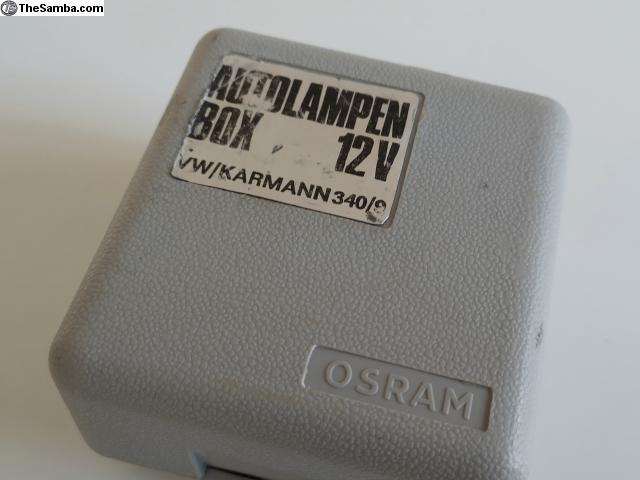 TheSamba.com
AUTOLAMPEN
BOX 12V
VW/KARMANN 340/9
OSRAM